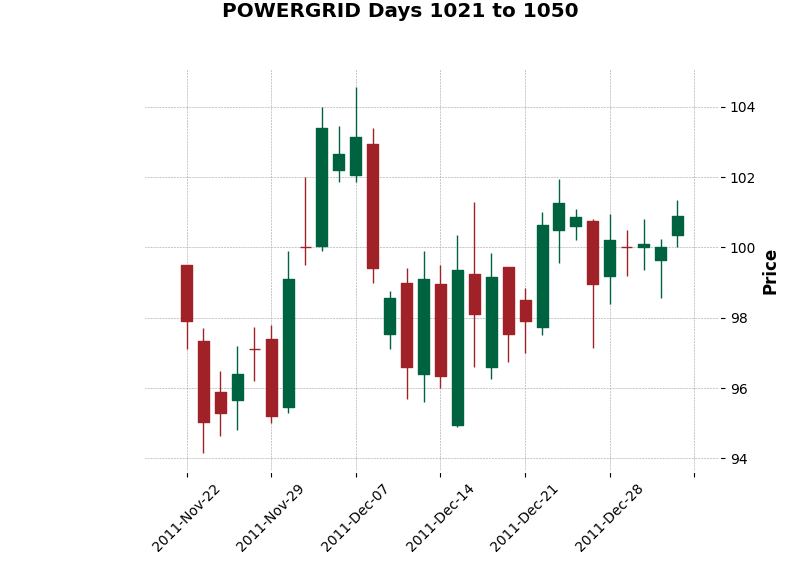 POWERGRID Days 1021 to 1050
104
102
100
98
96
94
Price
2011-Nov-22
2011-Nov-29
2011-Dec-07
2011-Dec-14
2011-Dec-21
2011-Dec-28